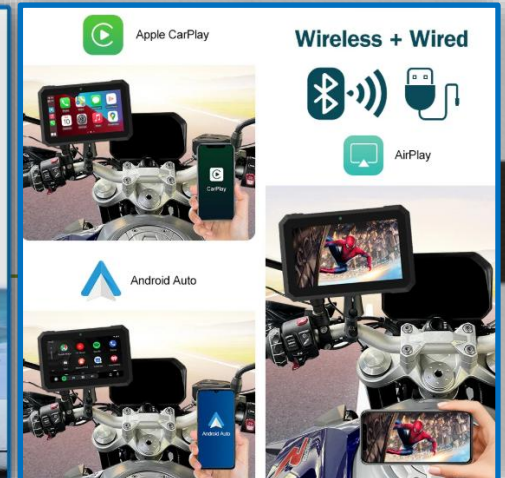 Apple CarPlay
CarPlay
Android Auto
Android Auto
Wireless + Wired
AirPlay